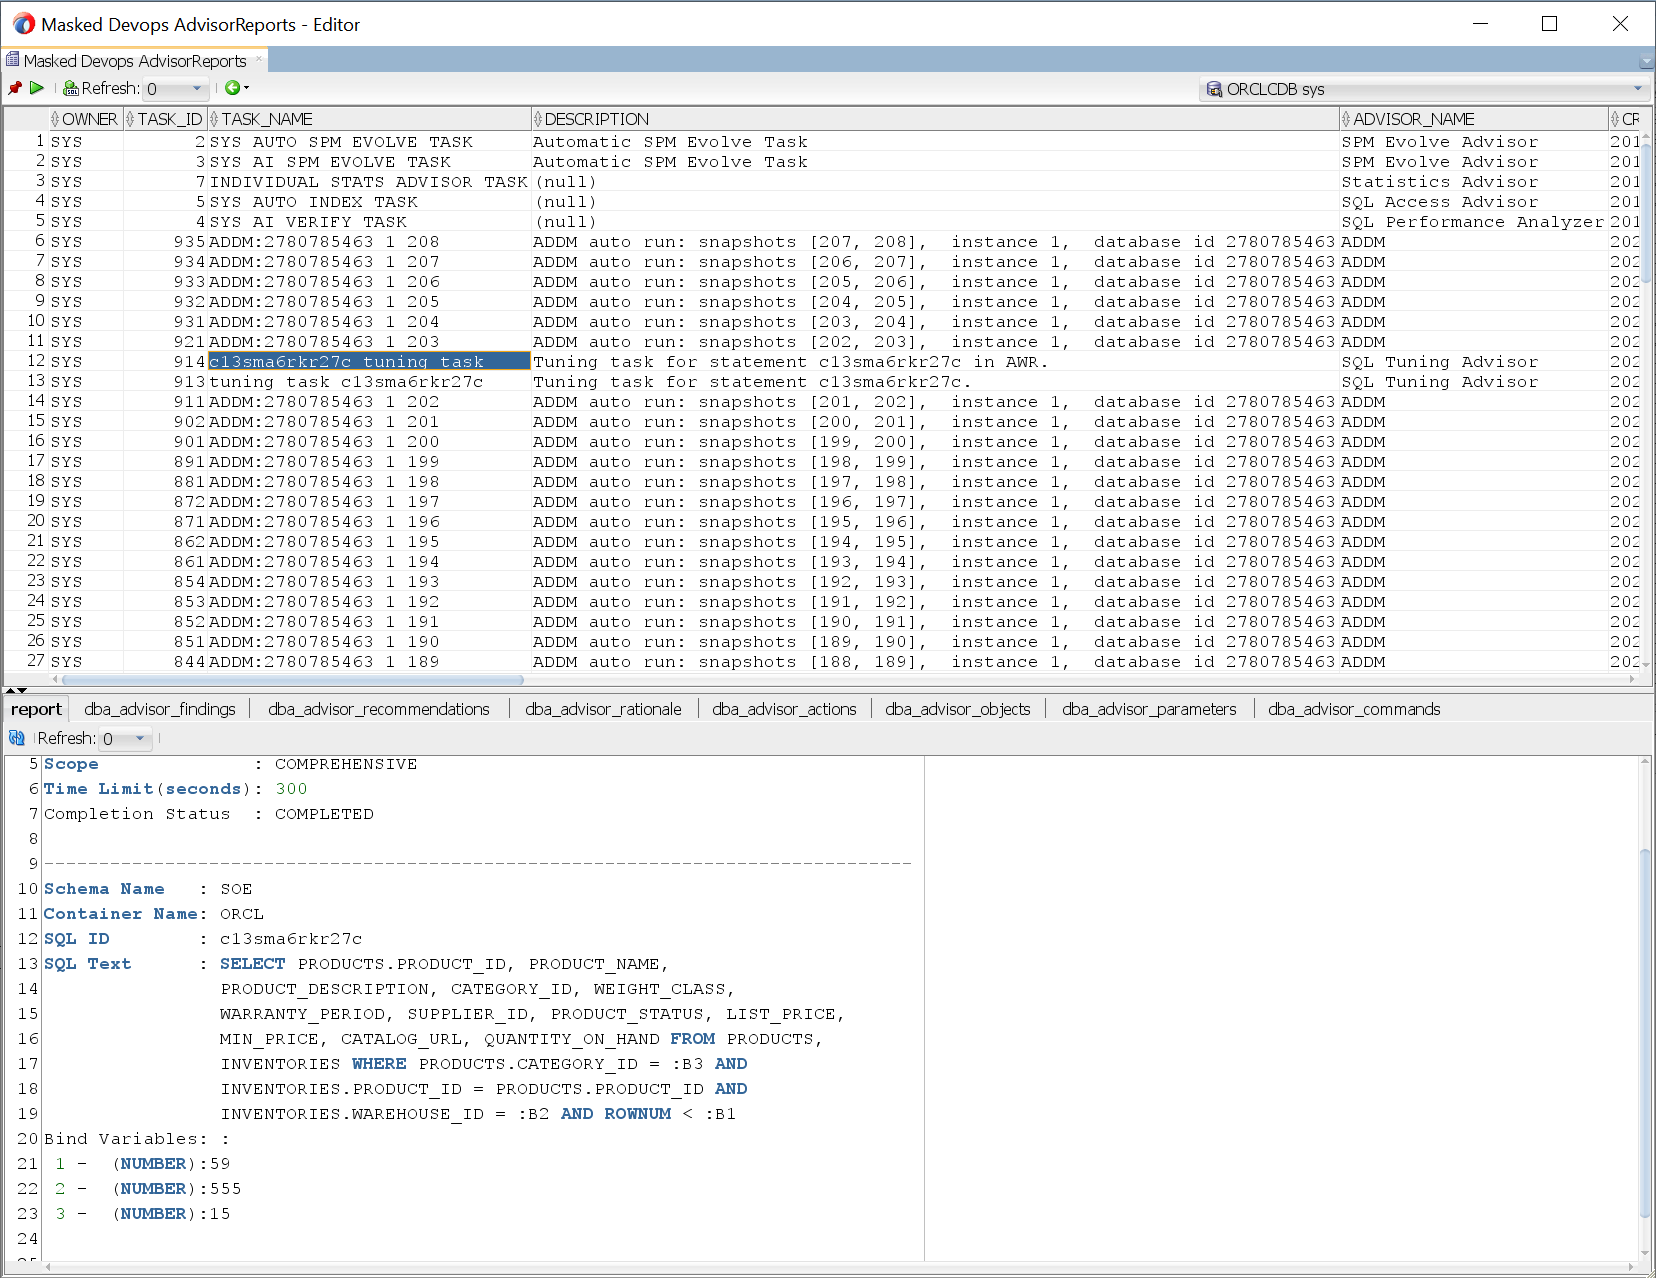 Masked Devops AdvisorReports - Editor
Masked Devops AdvisorReports
Refresh: 0
ORCLCDB sys
OWNER TASK_ID TASK_NAME DESCRIPTION ADVISOR_NAME CR
1 SYS 2 SYS AUTO SPM EVOLVE TASK Automatic SPM Evolve Task SPM Evolve Advisor 201
2 SYS 3 SYS AI SPM EVOLVE TASK Automatic SPM Evolve Task SPM Evolve Advisor 201
3 SYS 7 INDIVIDUAL STATS ADVISOR TASK (null) Statistics Advisor 201
4 SYS 5 SYS AUTO INDEX TASK (null) SQL Access Advisor 201
5 SYS 4 SYS AI VERIFY TASK (null) SQL Performance Analyzer 201
6 SYS 935 ADDM:2780785463 1 208 ADDM auto run: snapshots [207, 208], instance 1, database id 2780785463 ADDM 202
7 SYS 934 ADDM:2780785463 1 207 ADDM auto run: snapshots [206, 207], instance 1, database id 2780785463 ADDM 202
8 SYS 933 ADDM:2780785463 1 206 ADDM auto run: snapshots [205, 206], instance 1, database id 2780785463 ADDM 202
9 SYS 932 ADDM:2780785463 1 205 ADDM auto run: snapshots [204, 205], instance 1, database id 2780785463 ADDM 202
10 SYS 931 ADDM:2780785463 1 204 ADDM auto run: snapshots [203, 204], instance 1, database id 2780785463 ADDM 202
11 SYS 921 ADDM:2780785463 1 203 ADDM auto run: snapshots [202, 203], instance 1, database id 2780785463 ADDM 202
12 SYS 914 c13sma6rkr27c tuning task Tuning task for statement c13sma6rkr27c in AWR. SQL Tuning Advisor 202
13 SYS 913 tuning task c13sma6rkr27c Tuning task for statement c13sma6rkr27c. SQL Tuning Advisor 202
14 SYS 911 ADDM:2780785463 1 202 ADDM auto run: snapshots [201, 202], instance 1, database id 2780785463 ADDM 202
15 SYS 902 ADDM:2780785463 1 201 ADDM auto run: snapshots [200, 201], instance 1, database id 2780785463 ADDM 202
16 SYS 901 ADDM:2780785463 1 200 ADDM auto run: snapshots [199, 200], instance 1, database id 2780785463 ADDM 202
17 SYS 891 ADDM:2780785463 1 199 ADDM auto run: snapshots [198, 199], instance 1, database id 2780785463 ADDM 202
18 SYS 881 ADDM:2780785463 1 198 ADDM auto run: snapshots [197, 198], instance 1, database id 2780785463 ADDM 202
19 SYS 872 ADDM:2780785463 1 197 ADDM auto run: snapshots [196, 197], instance 1, database id 2780785463 ADDM 202
20 SYS 871 ADDM:2780785463 1 196 ADDM auto run: snapshots [195, 196], instance 1, database id 2780785463 ADDM 202
21 SYS 862 ADDM:2780785463 1 195 ADDM auto run: snapshots [194, 195], instance 1, database id 2780785463 ADDM 202
22 SYS 861 ADDM:2780785463 1 194 ADDM auto run: snapshots [193, 194], instance 1, database id 2780785463 ADDM 202
23 SYS 854 ADDM:2780785463 1 193 ADDM auto run: snapshots [192, 193], instance 1, database id 2780785463 ADDM 202
24 SYS 853 ADDM:2780785463 1 192 ADDM auto run: snapshots [191, 192], instance 1, database id 2780785463 ADDM 202
25 SYS 852 ADDM:2780785463 1 191 ADDM auto run: snapshots [190, 191], instance 1, database id 2780785463 ADDM 202
26 SYS 851 ADDM:2780785463 1 190 ADDM auto run: snapshots [189, 190], instance 1, database id 2780785463 ADDM 202
27 SYS 844 ADDM:2780785463 1 189 ADDM auto run: snapshots [188, 189], instance 1, database id 2780785463 ADDM 202
report dba_advisor_findings dba_advisor_recommendations dba_advisor_rationale dba_advisor_actions dba_advisor_objects dba_advisor_parameters dba_advisor_commands
Refresh: 0
5 Scope : COMPREHENSIVE
6 Time Limit(seconds): 300
7 Completion Status : COMPLETED
8
9 -------------------------------------------------------------------------------
10 Schema Name : SOE
11 Container Name: ORCL
12 SQL ID : c13sma6rkr27c
13 SQL Text : SELECT PRODUCTS.PRODUCT_ID, PRODUCT_NAME,
14 PRODUCT_DESCRIPTION, CATEGORY_ID, WEIGHT_CLASS,
15 WARRANTY_PERIOD, SUPPLIER_ID, PRODUCT_STATUS, LIST_PRICE,
16 MIN_PRICE, CATALOG_URL, QUANTITY_ON_HAND FROM PRODUCTS,
17 INVENTORIES WHERE PRODUCTS.CATEGORY_ID = :B3 AND
18 INVENTORIES.PRODUCT_ID = PRODUCTS.PRODUCT_ID AND
19 INVENTORIES.WAREHOUSE_ID = :B2 AND ROWNUM < :B1
20 Bind Variables: :
21 1 - (NUMBER):59
22 2 - (NUMBER):555
23 3 - (NUMBER):15
24